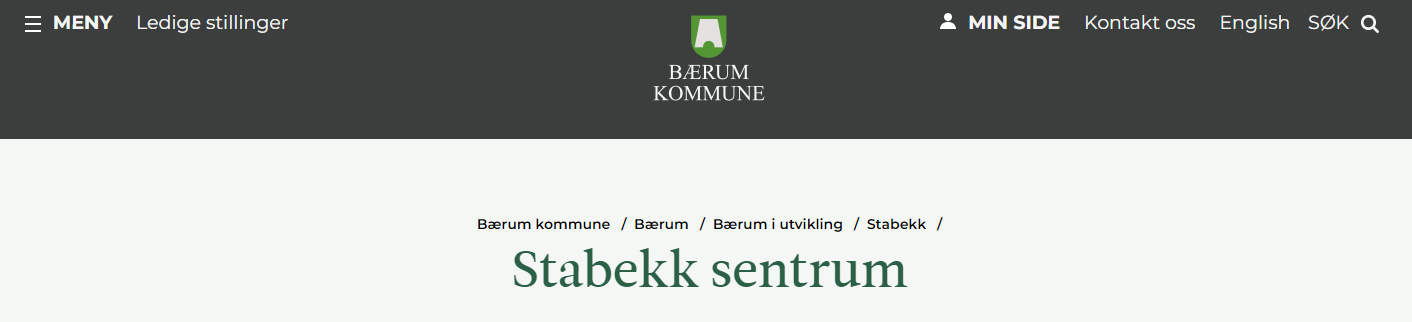 MENY Ledige stillinger
BÆRUM
KOMMUNE
MIN SIDE Kontakt oss English SØK
Bærum kommune / Bærum / Bærum i utvikling / Stabekk /
Stabekk sentrum